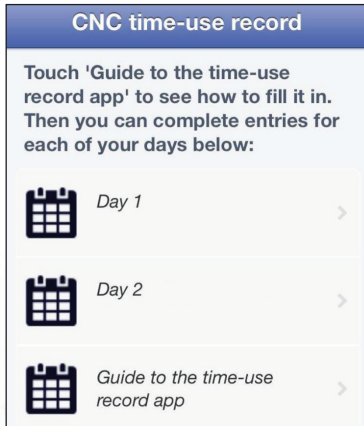 CNC time-use record
Touch 'Guide to the time-use
record app' to see how to fill it in.
Then you can complete entries for
each of your days below:
Day 1
Day 2
Guide to the time-use
record app